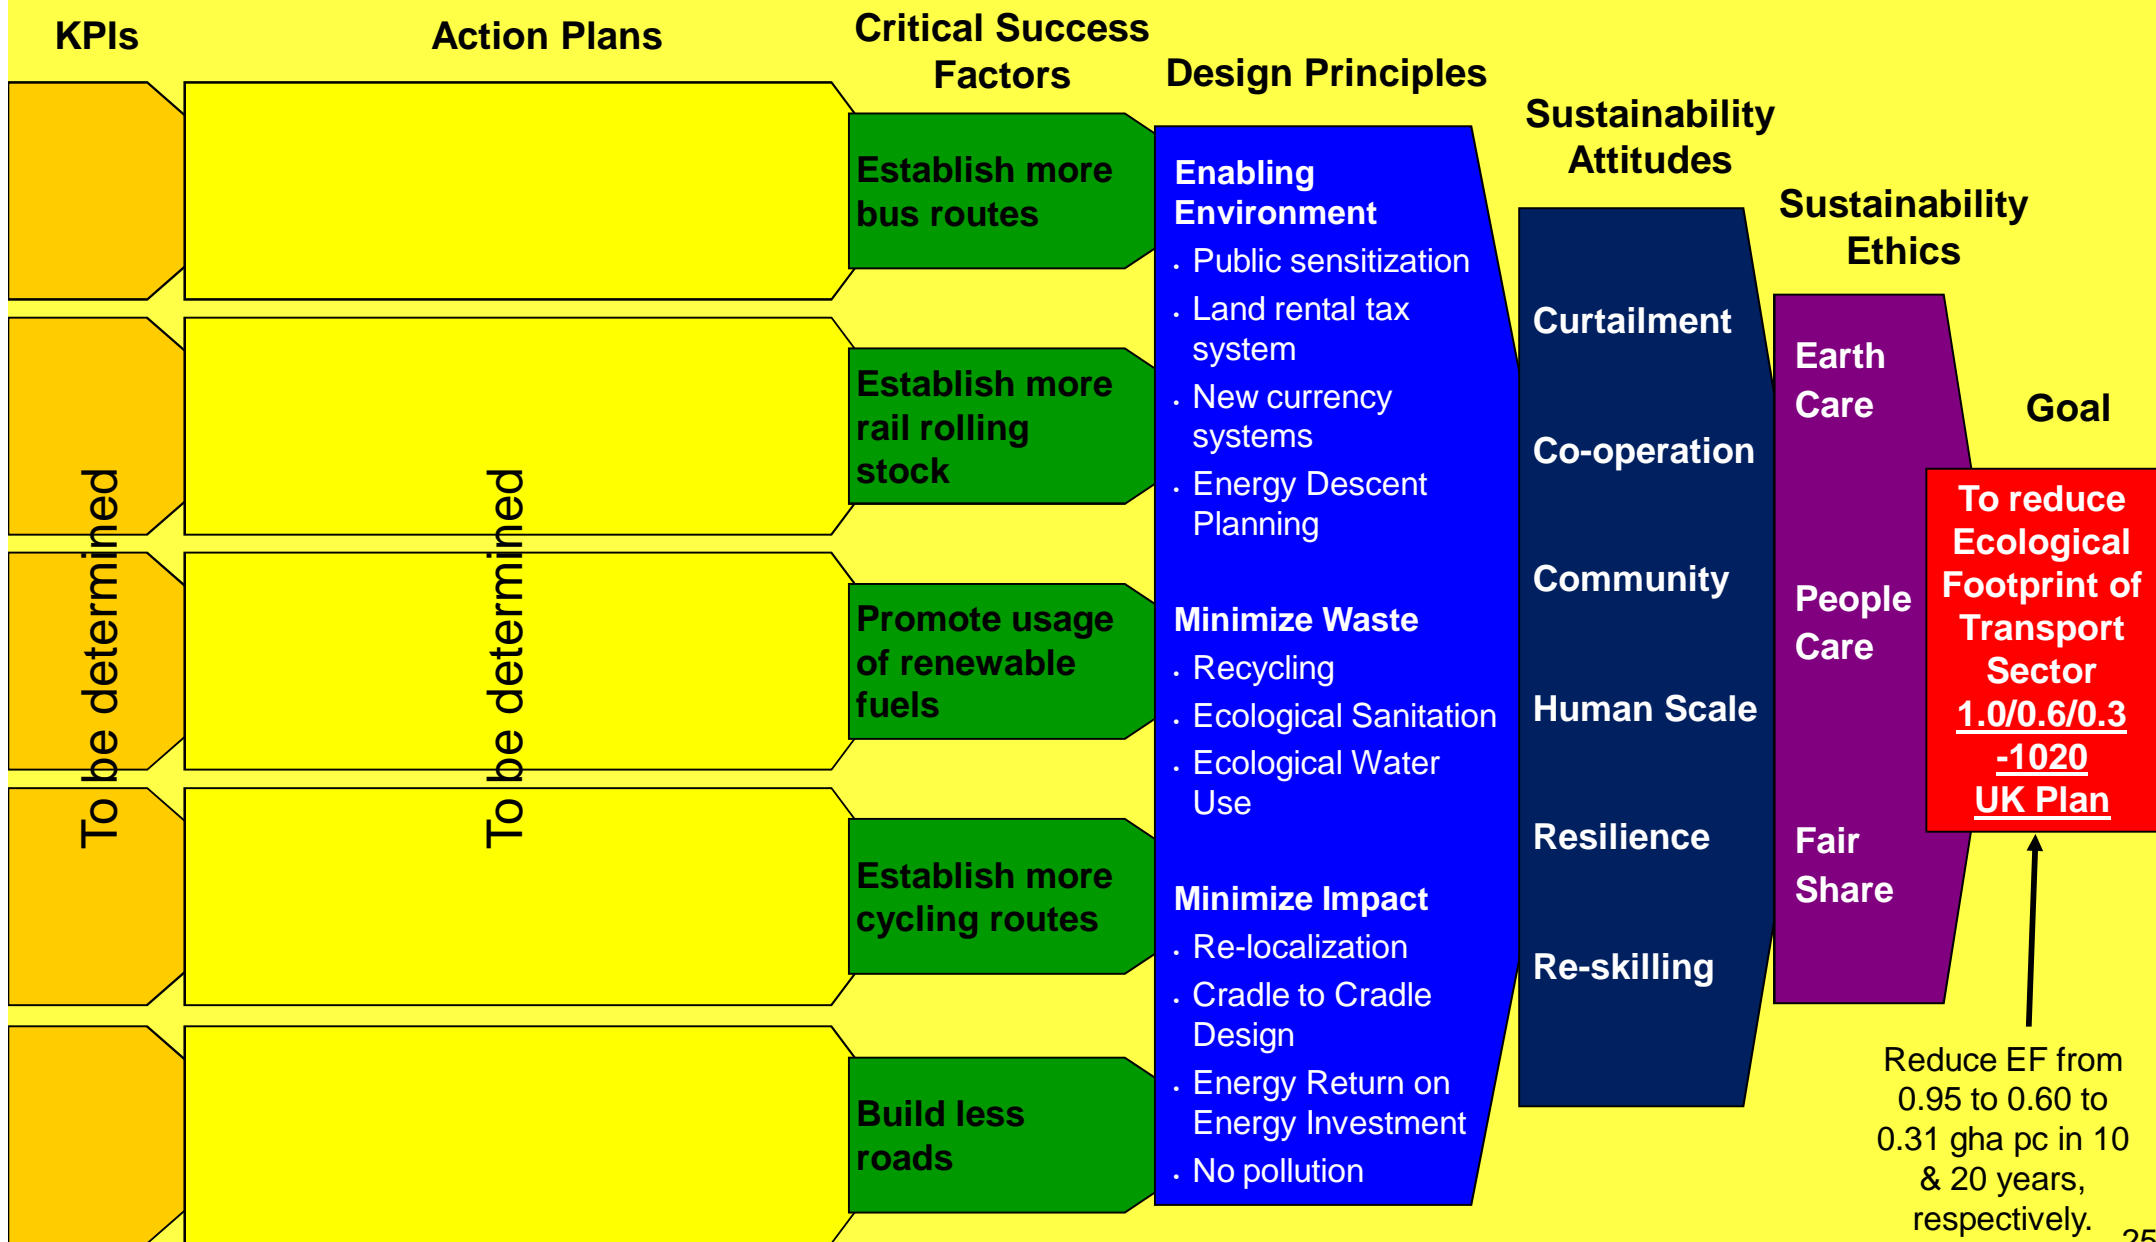 KPIs
Action Plans
Critical Success
Factors
Design Principles
Sustainability
Attitudes
Sustainability
Ethics
Goal
To be determined
To be determined
Establish more
bus routes
Establish more
rail rolling
stock
Promote usage
of renewable
fuels
Establish more
cycling routes
Build less
roads
Enabling
Environment
• Public sensitization
• Land rental tax
system
• New currency
systems
• Energy Descent
Planning
Minimize Waste
• Recycling
• Ecological Sanitation
• Ecological Water
Use
Minimize Impact
• Re-localization
• Cradle to Cradle
Design
• Energy Return on
Energy Investment
• No pollution
Curtailment
Co-operation
Community
Human Scale
Resilience
Re-skilling
Earth
Care
People
Care
Fair
Share
To reduce
Ecological
Footprint of
Transport
Sector
1.0/0.6/0.3
-1020
UK Plan
Reduce EF from
0.95 to 0.60 to
0.31 gha pc in 10
& 20 years,
respectively.
25